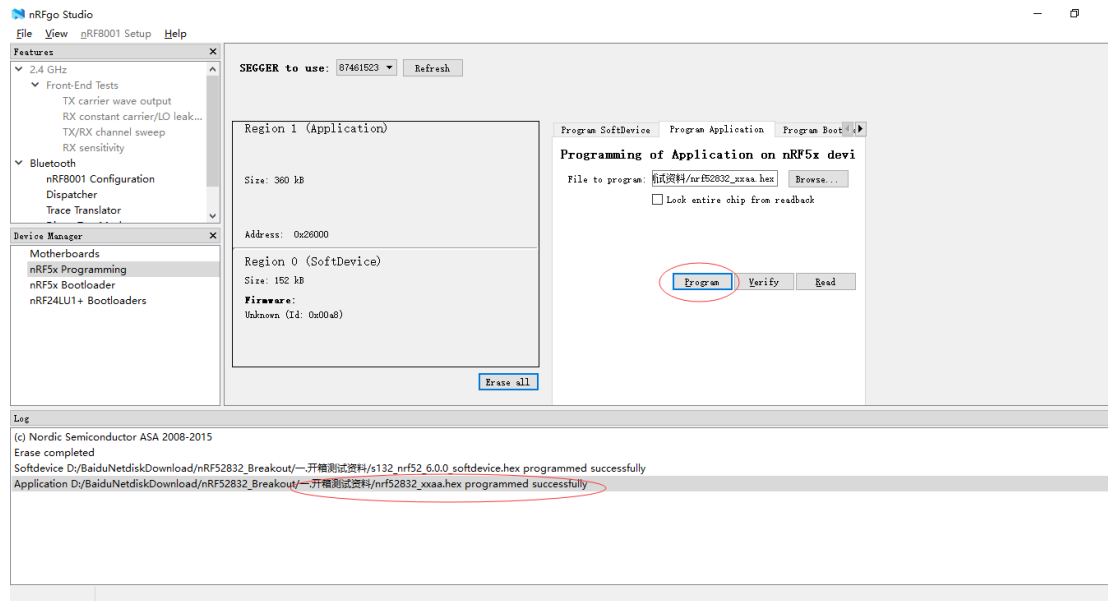 nRFgo Studio
File View nRF8001 Setup Help
Features
2.4 GHz
Front-End Tests
TX carrier wave output
RX constant carrier/LO leak...
TX/RX channel sweep
RX sensitivity
Bluetooth
nRF8001 Configuration
Dispatcher
Trace Translator
Device Manager
Motherboards
nRF5x Programming
nRF5x Bootloader
nRF24LU1+ Bootloaders
SEGGER to use: 87461523 Refresh
Region 1 (Application)
Size: 360 kB
Address: 0x26000
Region 0 (SoftDevice)
Size: 152 kB
Firmware:
Unknown (Id: 0x00a8)
Erase all
Program SoftDevice Program Application Program Boot
Programming of Application on nRF5x devi
File to program: 试资料/nrf52832_xxaa.hex Browse...
Lock entire chip from readback
Program Verify Read
Log
(c) Nordic Semiconductor ASA 2008-2015
Erase completed
Softdevice D:/BaiduNetdiskDownload/nRF52832_Breakout/一.开箱测试资料/s132_nrf52_6.0.0_softdevice.hex programmed successfully
Application D:/BaiduNetdiskDownload/nRF52832_Breakout/一.开箱测试资料/nrf52832_xxaa.hex programmed successfully